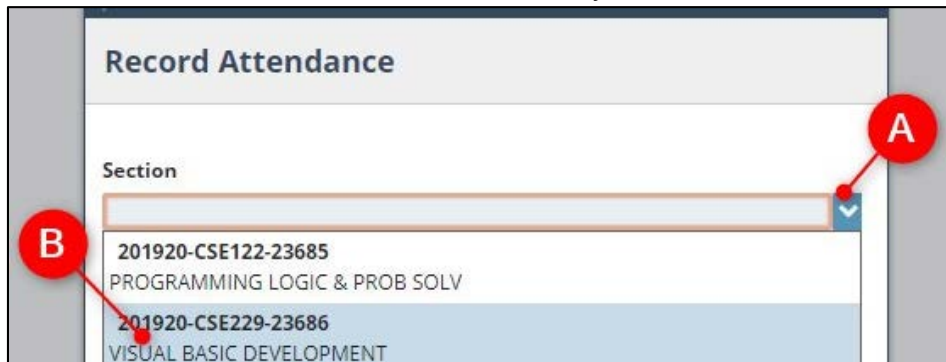 Record Attendance
A
Section
B
201920-CSE122-23685
PROGRAMMING LOGIC & PROB SOLV
201920-CSE229-23686
VISUAL BASIC DEVELOPMENT